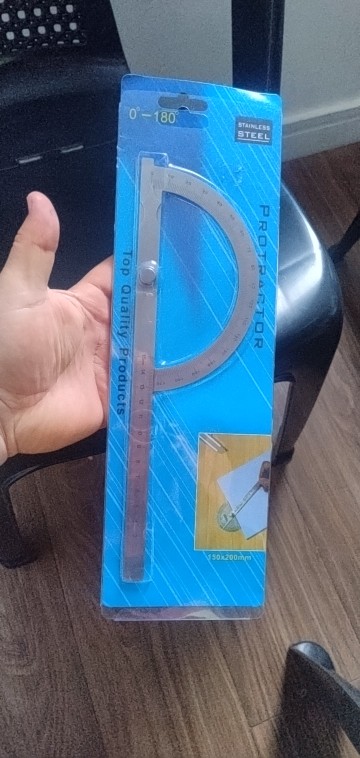 0°-180°
STAINLESS
STEEL
PROTRACTOR
Top Quality Products
150x200mm